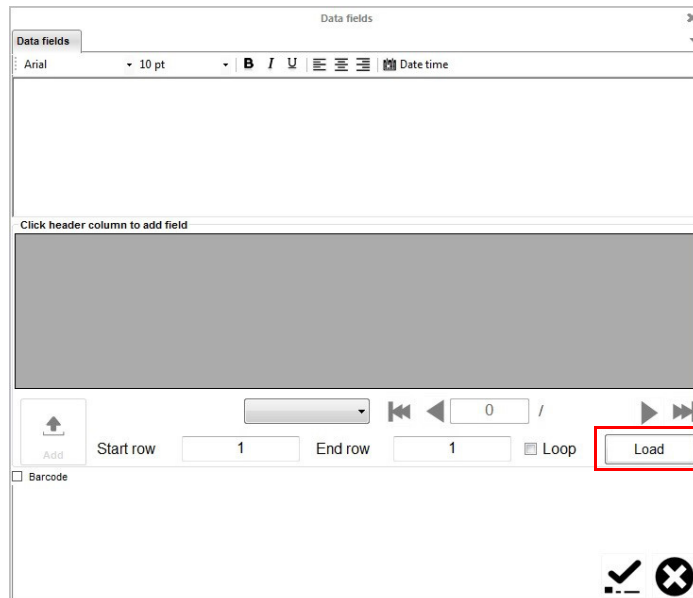 Data fields
Data fields
Arial 10 pt B I U Date time
Click header column to add field
0 /
Add Start row 1 End row 1 Loop Load
Barcode